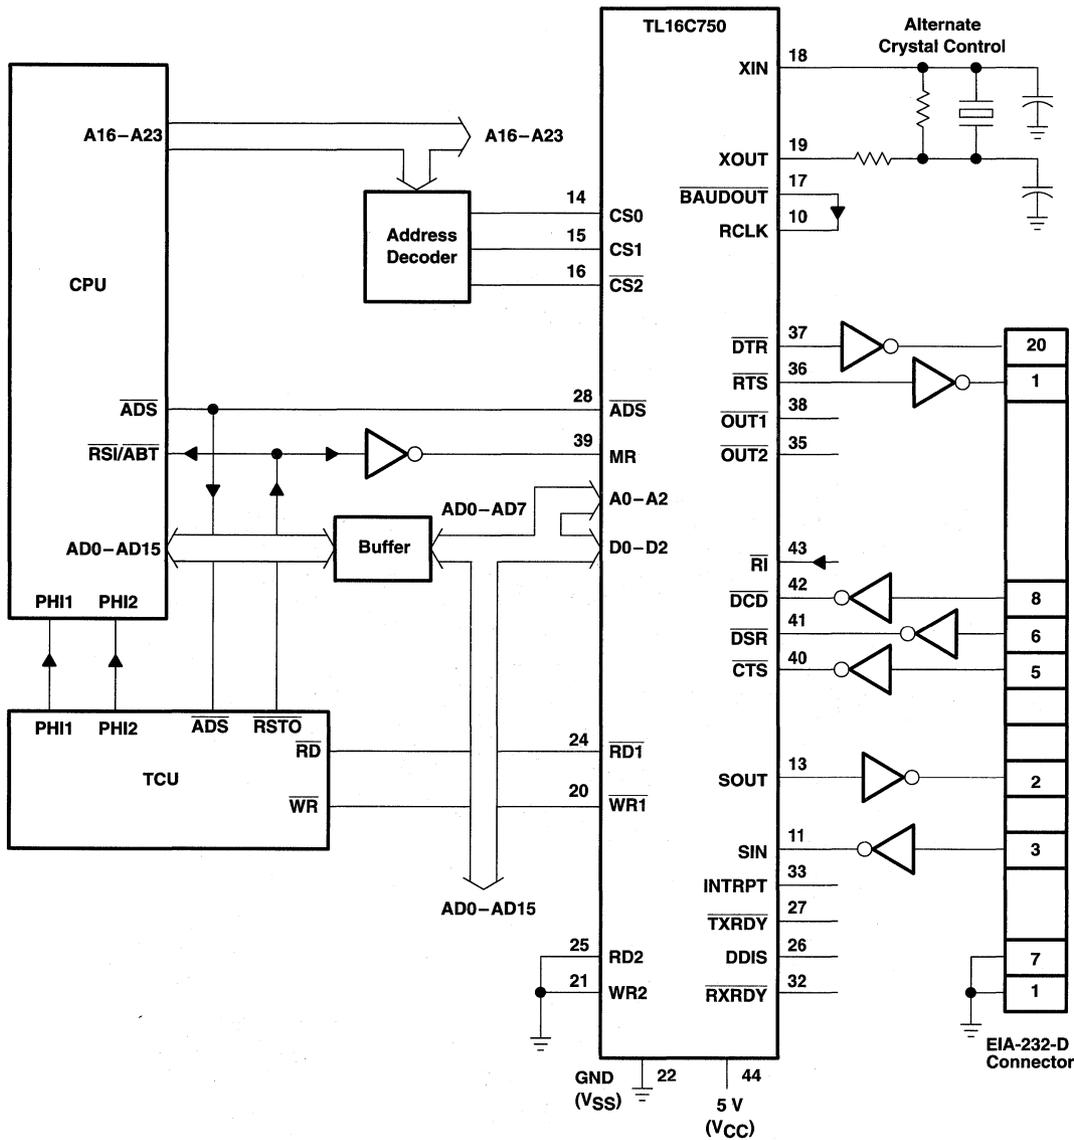 TL16C750
Alternate
Crystal Control
18
XIN
A16–A23
A16–A23
19
XOUT
17
BAUDOUT
14
CS0
10
RCLK
Address
Decoder
15
CS1
16
CS2
CPU
37
DTR
20
36
RTS
1
ADS
28
ADS
38
OUT1
RSI/ABT
39
MR
35
OUT2
A0–A2
AD0–AD7
AD0–AD15
Buffer
D0–D2
43
RI
42
DCD
8
PHI1
PHI2
41
DSR
6
40
CTS
5
PHI1
PHI2
ADS
RSTO
RD
24
RD1
TCU
13
SOUT
2
WR
20
WR1
11
SIN
3
33
INTRPT
AD0–AD15
27
TXRDY
25
RD2
26
DDIS
7
21
WR2
32
RXRDY
1
EIA-232-D
Connector
GND
(VSS)
22
44
5 V
(VCC)